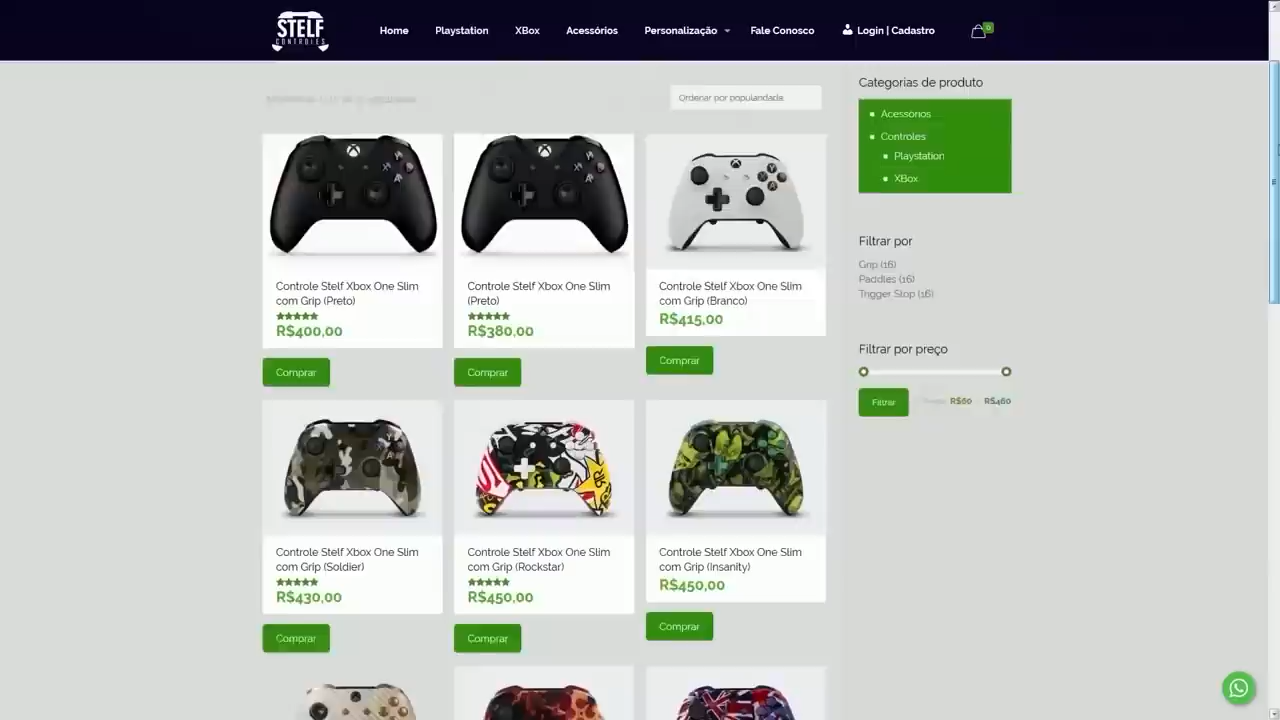 STELF
CONTROLES
Home
Playstation
XBox
Acessórios
Personalização
Fale Conosco
Login | Cadastro
0
Ordenar por popularidade
Categorias de produto
Acessórios
Controles
Playstation
XBox
Filtrar por
Grip (16)
Paddles (16)
Trigger Stop (16)
Filtrar por preço
Filtrar
R$60
R$460
Controle Stelf Xbox One Slim
com Grip (Preto)
R$400,00
Comprar
Controle Stelf Xbox One Slim
(Preto)
R$380,00
Comprar
Controle Stelf Xbox One Slim
com Grip (Branco)
R$415,00
Comprar
Controle Stelf Xbox One Slim
com Grip (Soldier)
R$430,00
Comprar
Controle Stelf Xbox One Slim
com Grip (Rockstar)
R$450,00
Comprar
Controle Stelf Xbox One Slim
com Grip (Insanity)
R$450,00
Comprar